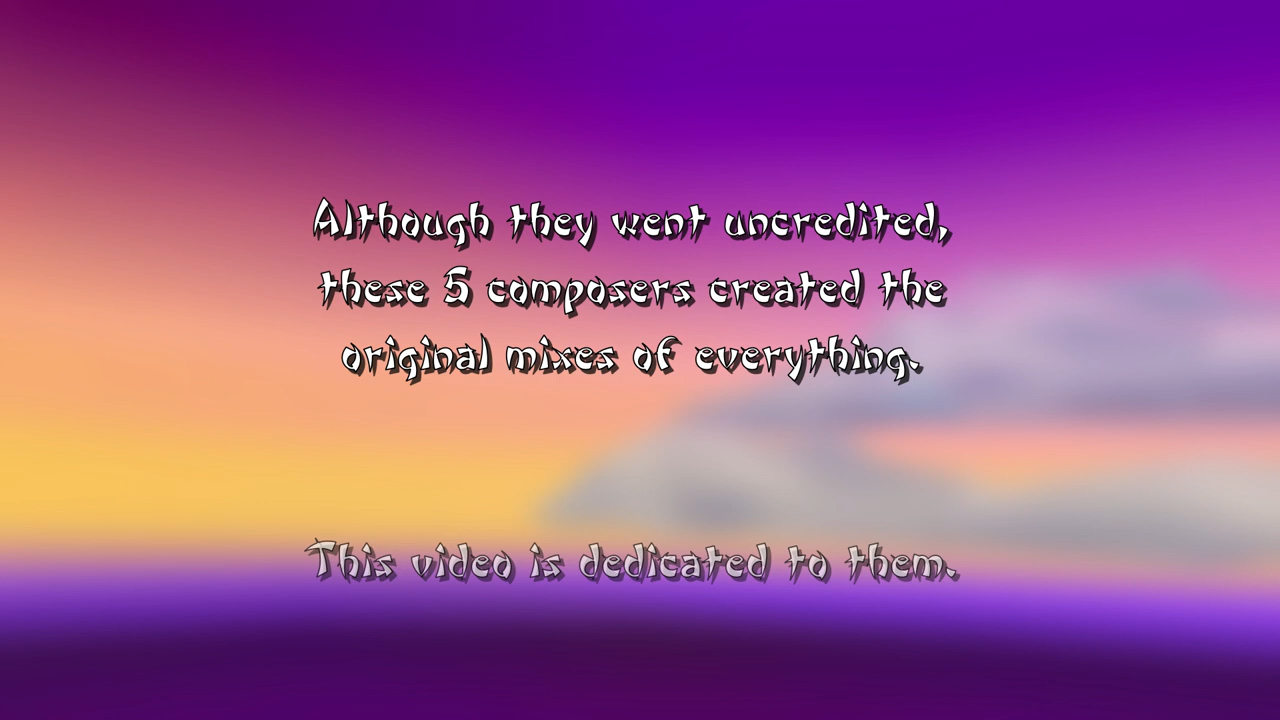 Although they went uncredited,
these 5 composers created the
original mixes of everything.
This video is dedicated to them.